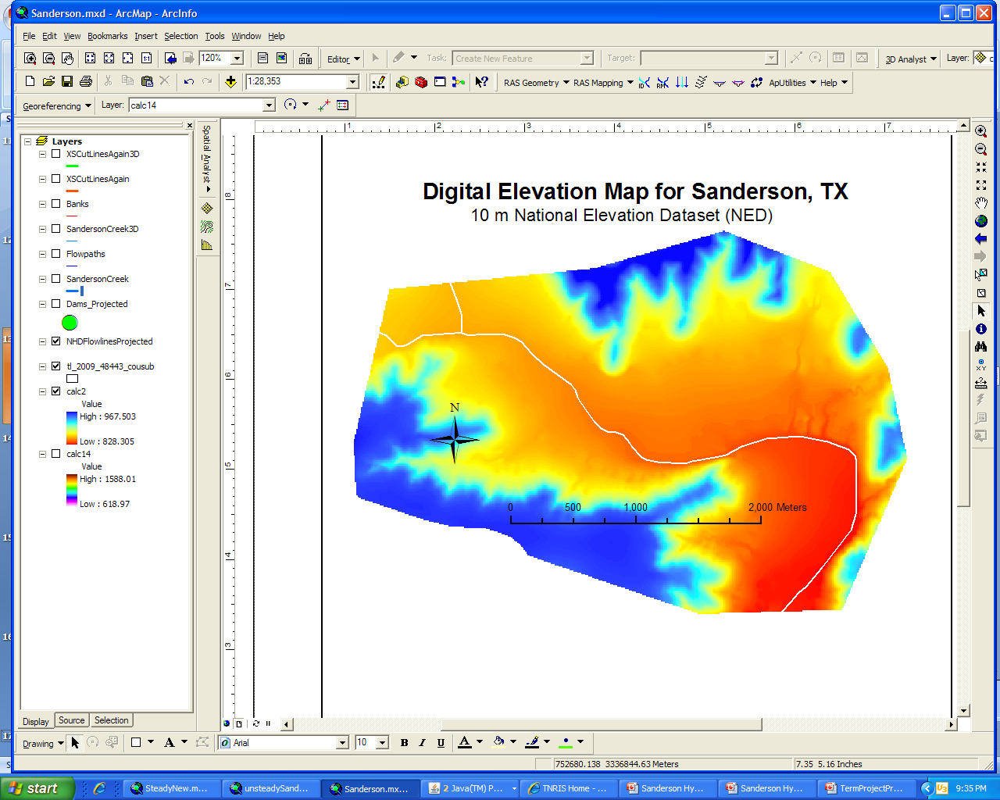 Sanderson.mxd - ArcMap - ArcInfo
File Edit View Bookmarks Insert Selection Tools Window Help
120% Editor Task: Create New Feature Target: 3D Analyst Layer: c
1:28,353 RAS Geometry RAS Mapping ApUtilities Help
Georeferencing Layer: calc14
Layers
XSCutLinesAgain3D
XSCutLinesAgain
Banks
SandersonCreek3D
Flowpaths
SandersonCreek
Dams_Projected
NHDFlowlinesProjected
tl_2009_48443_cousub
calc2
Value
High : 967.503
Low : 828.305
calc14
Value
High : 1588.01
Low : 618.97
Spatial Analyst
1 2 3 4 5 6 7
8
7
6
5
4
3
Digital Elevation Map for Sanderson, TX
10 m National Elevation Dataset (NED)
N
0 500 1,000 2,000 Meters
Display Source Selection
Drawing A Arial 10 B I U A
752680.138 3336844.63 Meters 7.35 5.16 Inches
start SteadyNew.m... unsteadySand... Sanderson.mx... 2 Java(TM) P... TNRIS Home - ... Sanderson Hy... Sanderson Hy... TermProjectPr... 9:35 PM